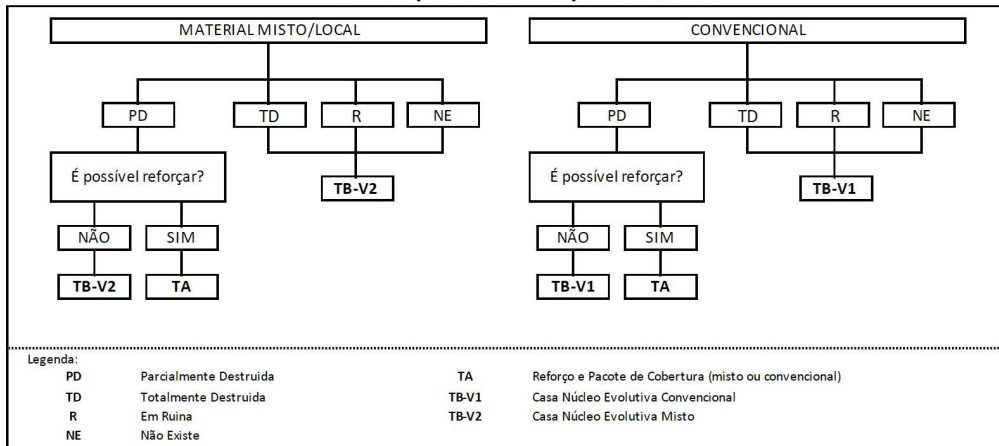 MATERIAL MISTO/LOCAL
PD TD R NE
É possível reforçar?
TB-V2
NÃO SIM
TB-V2 TA
CONVENCIONAL
PD TD R NE
É possível reforçar?
TB-V1
NÃO SIM
TB-V1 TA
Legenda:
PD Parcialmente Destruida
TD Totalmente Destruida
R Em Ruina
NE Não Existe
TA Reforço e Pacote de Cobertura (misto ou convencional)
TB-V1 Casa Núcleo Evolutiva Convencional
TB-V2 Casa Núcleo Evolutiva Misto